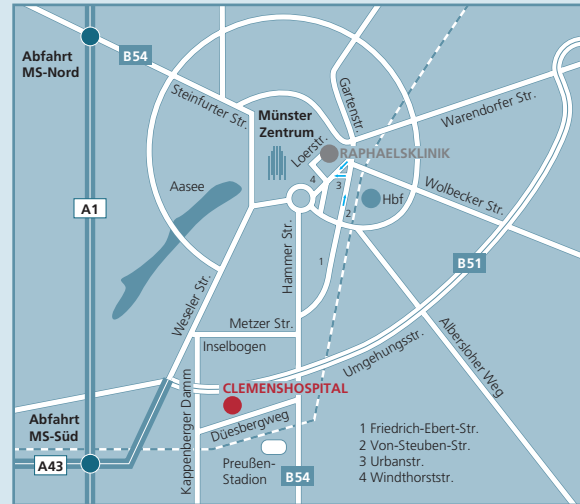 Abfahrt
MS-Nord
B54
Steinfurter Str.
Gartenstr.
Warendorfer Str.
Münster
Zentrum
Loerstr.
RAPHAELSKLINIK
4
3
Aasee
Wolbecker Str.
Hbf
A1
2
Hammer Str.
1
B51
Weseler Str.
Metzer Str.
Inselbogen
Umgehungsstr.
Albersloher Weg
CLEMENSHOSPITAL
Kappenberger Damm
Düesbergweg
Abfahrt
MS-Süd
A43
Preußen-
Stadion
B54
1 Friedrich-Ebert-Str.
2 Von-Steuben-Str.
3 Urbanstr.
4 Windthorststr.